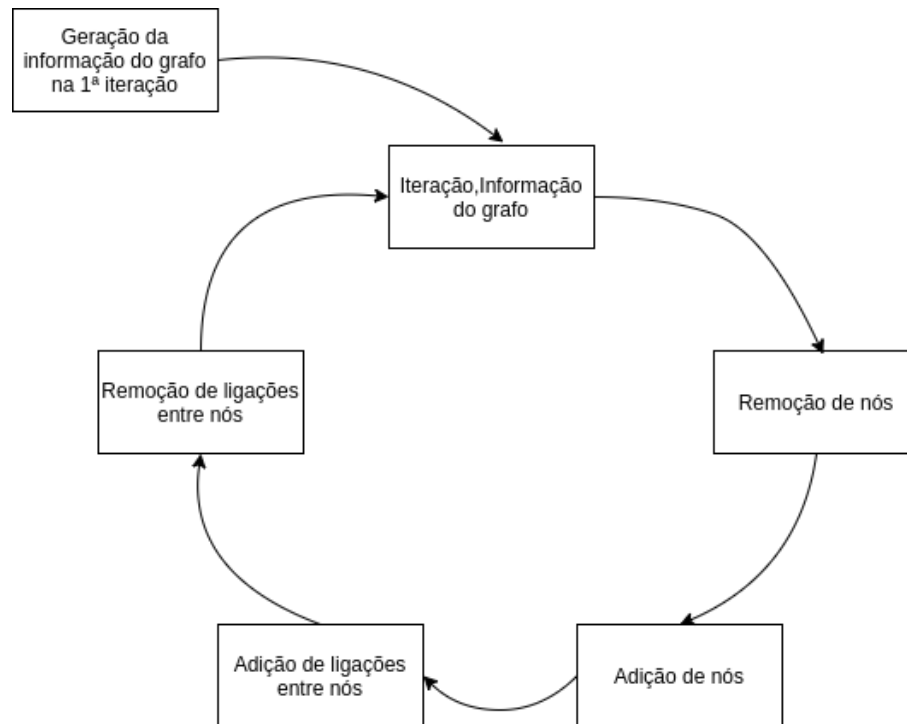 Geração da
informação do grafo
na 1ª iteração
Iteração,Informação
do grafo
Remoção de ligações
entre nós
Remoção de nós
Adição de ligações
entre nós
Adição de nós